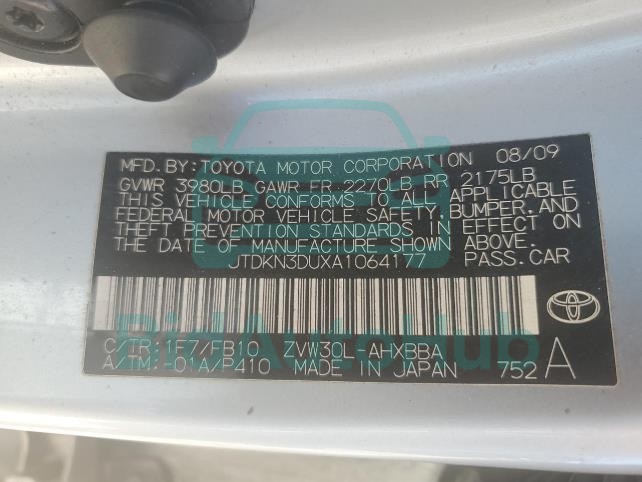 MFD. BY: TOYOTA MOTOR CORPORATION 08/09
GVWR 3980LB GAWR FR 2270LB RR 2175LB
THIS VEHICLE CONFORMS TO ALL APPLICABLE
FEDERAL MOTOR VEHICLE SAFETY, BUMPER, AND
THEFT PREVENTION STANDARDS IN EFFECT ON
THE DATE OF MANUFACTURE SHOWN ABOVE.
JTDKN3DUXA1064177 PASS. CAR
C/TR: 1F7/FB10 ZVW30L-AHXBBA
A/TM: -01A/P410 MADE IN JAPAN 752 A
BidAutoHub